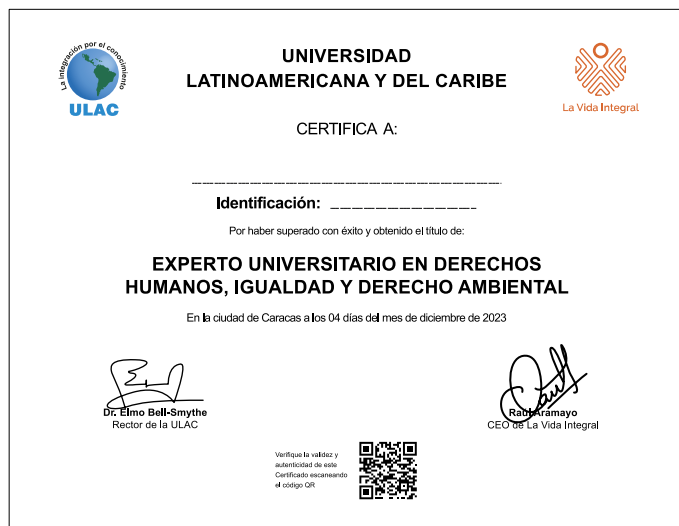 La integración por el conocimiento
ULAC
UNIVERSIDAD
LATINOAMERICANA Y DEL CARIBE
La Vida Integral
CERTIFICA A:
Identificación:
Por haber superado con éxito y obtenido el título de:
EXPERTO UNIVERSITARIO EN DERECHOS
HUMANOS, IGUALDAD Y DERECHO AMBIENTAL
En la ciudad de Caracas a los 04 días del mes de diciembre de 2023
Dr. Elmo Bell-Smythe
Rector de la ULAC
Raúl Aramayo
CEO de La Vida Integral
Verifique la validez y
autenticidad de este
Certificado escaneando
el código QR